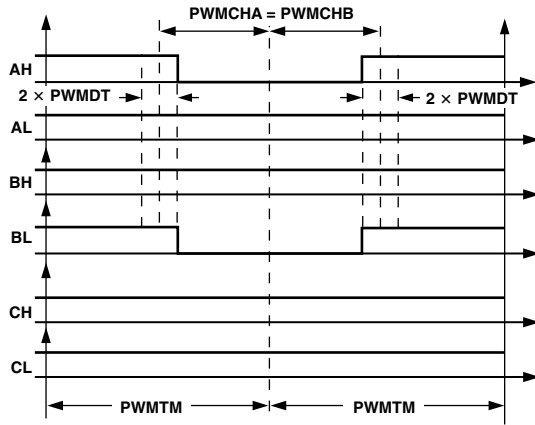 PWMCHA = PWMCHB
AH
2 × PWMDT
2 × PWMDT
AL
BH
BL
CH
CL
PWMTM
PWMTM